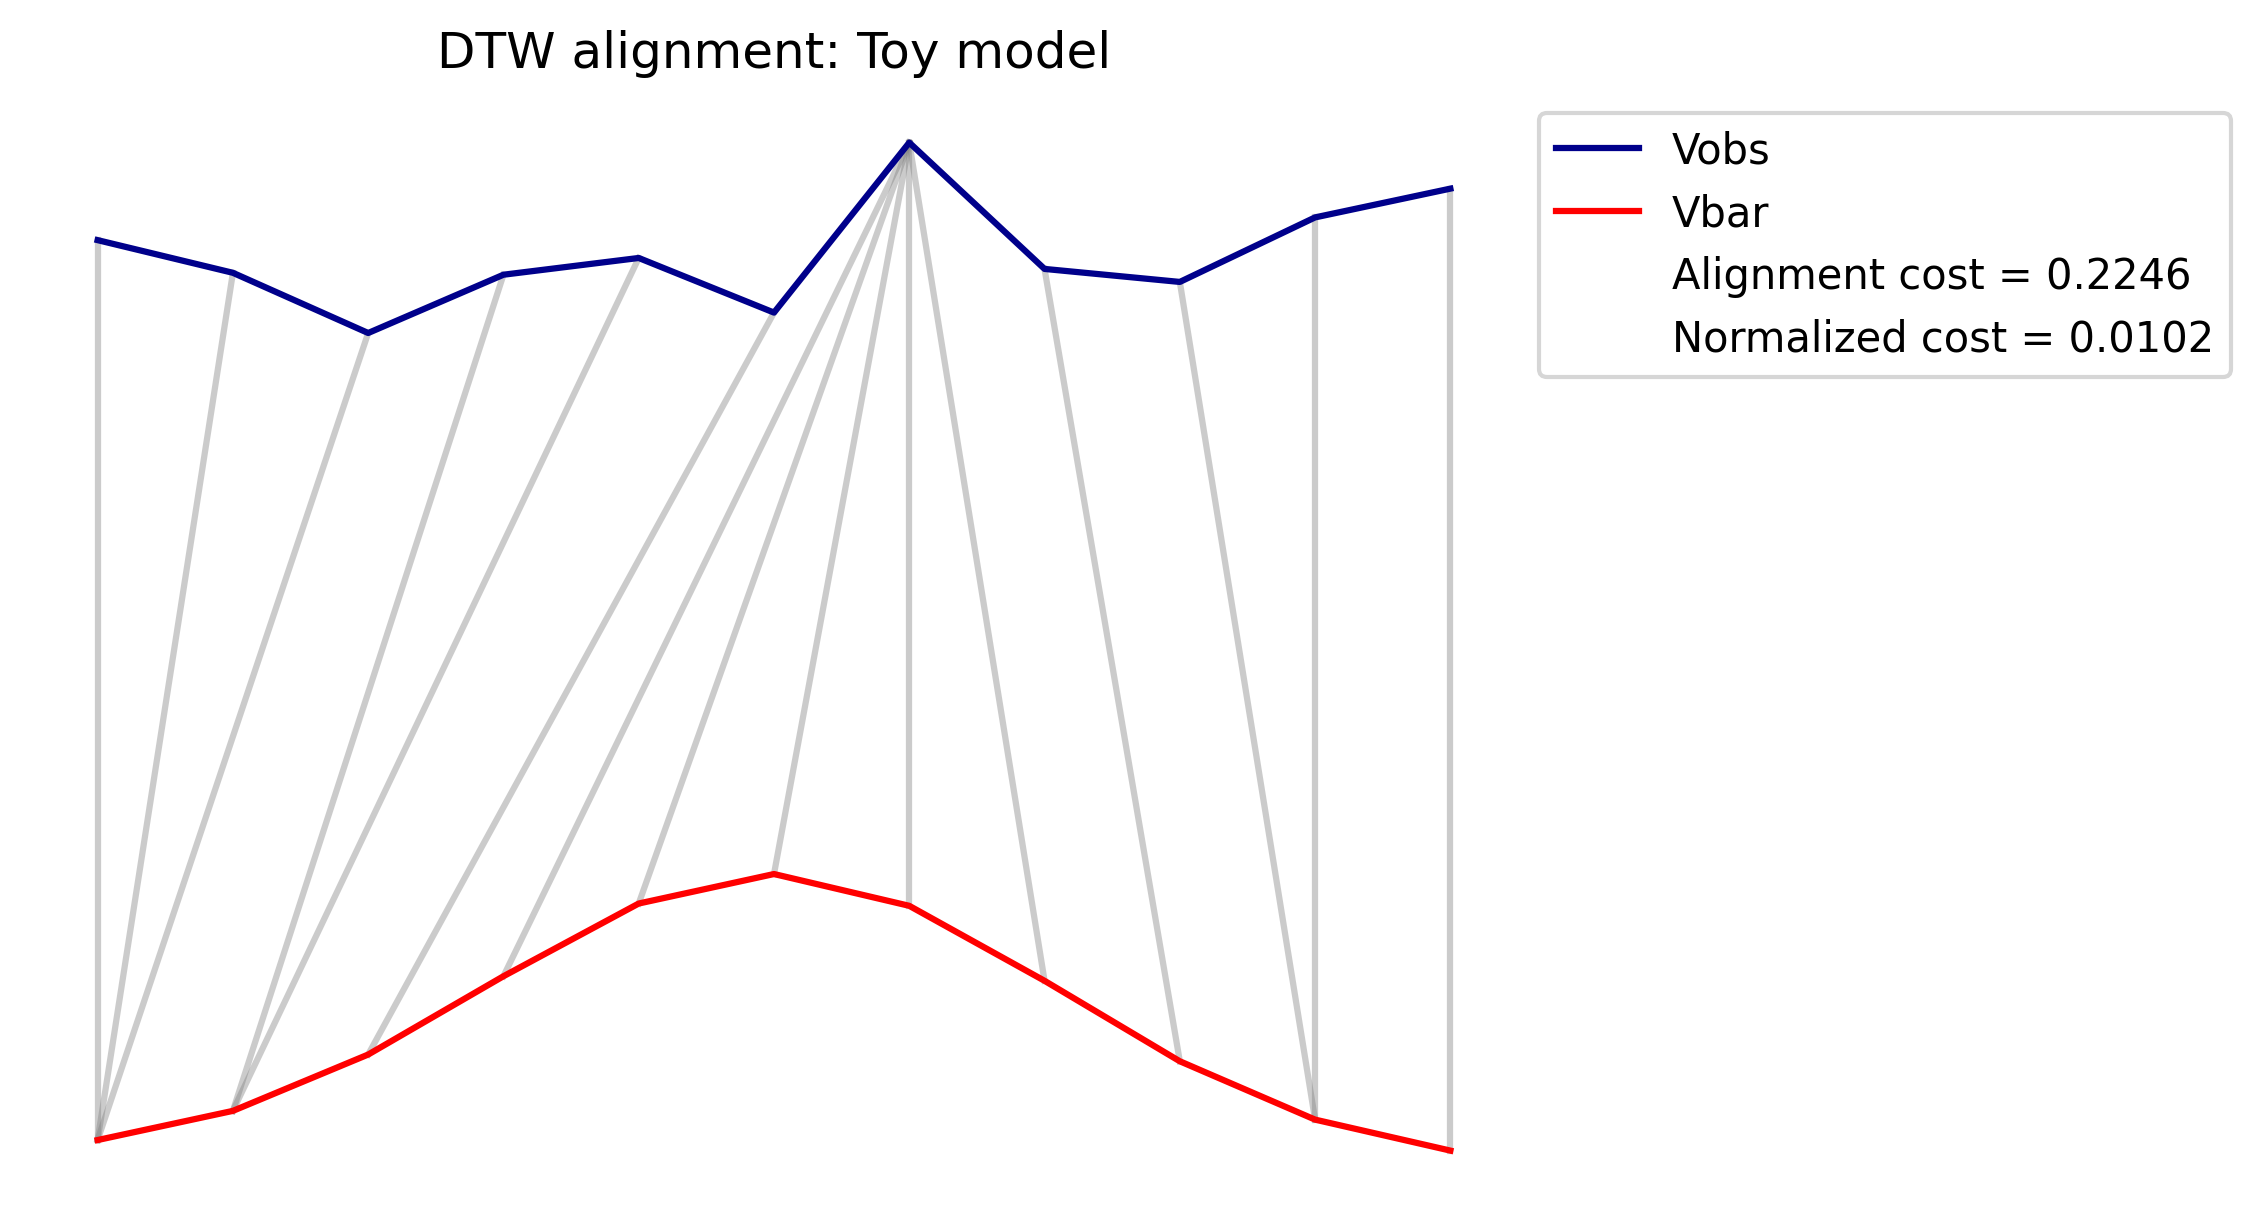 DTW alignment: Toy model
Vobs
Vbar
Alignment cost = 0.2246
Normalized cost = 0.0102